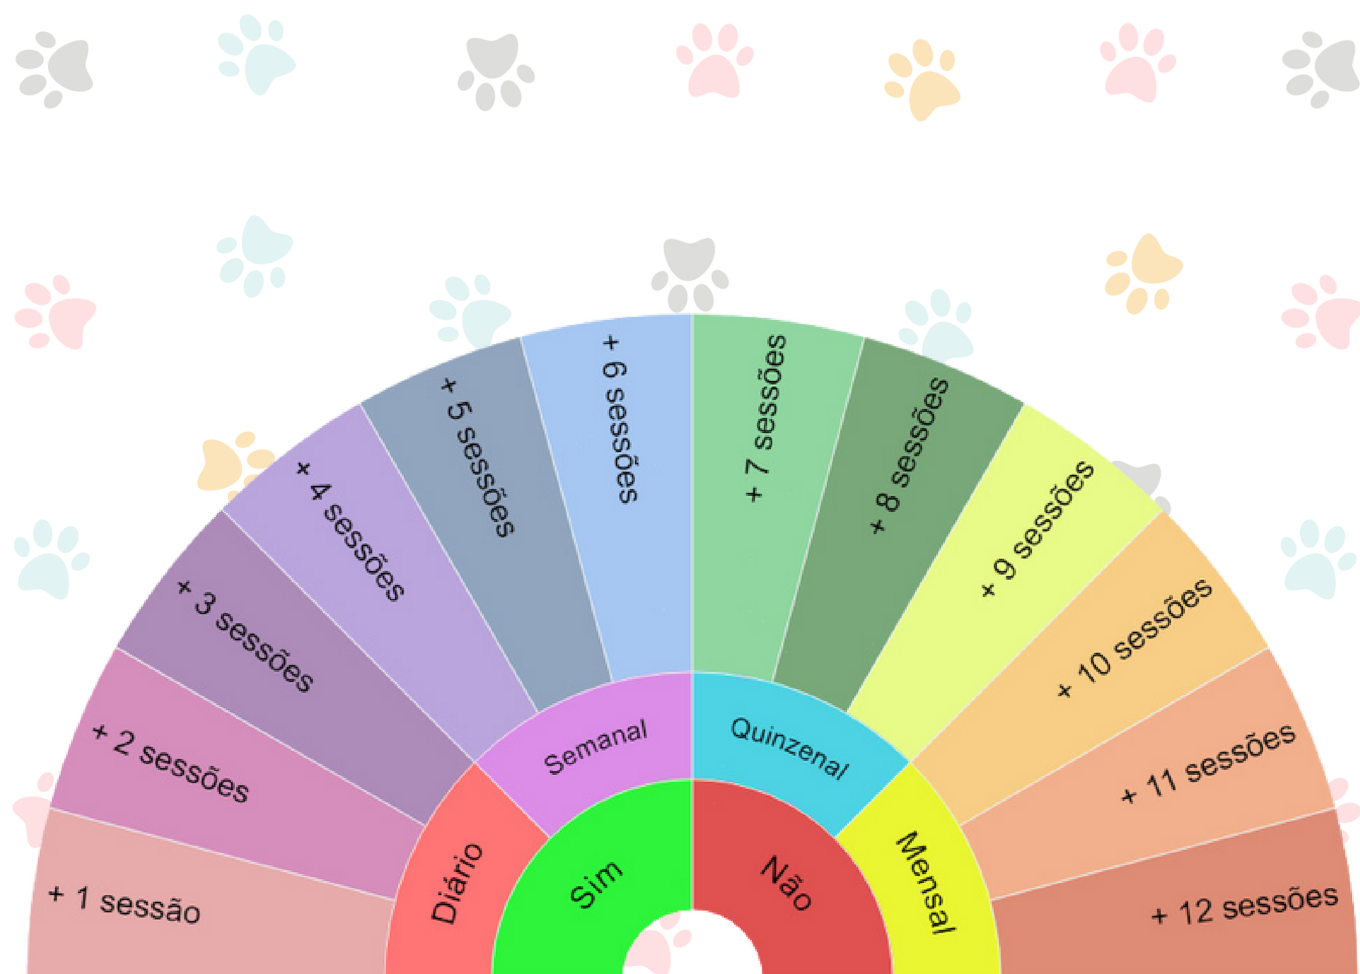 + 1 sessão
+ 2 sessões
+ 3 sessões
+ 4 sessões
+ 5 sessões
+ 6 sessões
+ 7 sessões
+ 8 sessões
+ 9 sessões
+ 10 sessões
+ 11 sessões
+ 12 sessões
Diário
Semanal
Quinzenal
Mensal
Sim
Não